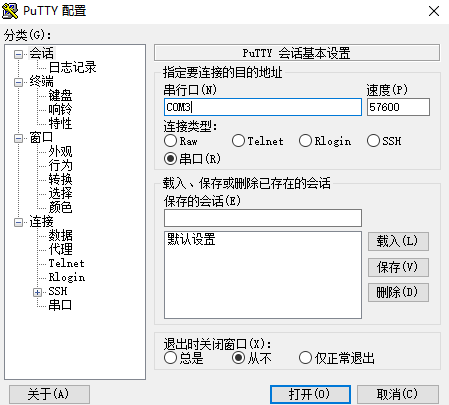 PuTTY 配置
分类(G):
会话
日志记录
终端
键盘
响铃
特性
窗口
外观
行为
转换
选择
颜色
连接
数据
代理
Telnet
Rlogin
SSH
串口
PuTTY 会话基本设置
指定要连接的目的地址
串行口(N) 速度(P)
COM3 57600
连接类型:
Raw Telnet Rlogin SSH
串口(R)
载入、保存或删除已存在的会话
保存的会话(E)
默认设置
载入(L)
保存(V)
删除(D)
退出时关闭窗口(X):
总是 从不 仅正常退出
关于(A) 打开(O) 取消(C)